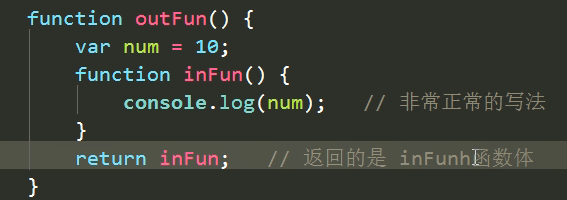 function outFun() {
    var num = 10;
    function inFun() {
        console.log(num);   // 非常正常的写法
    }
    return inFun;   // 返回的是 inFunh函数体
}